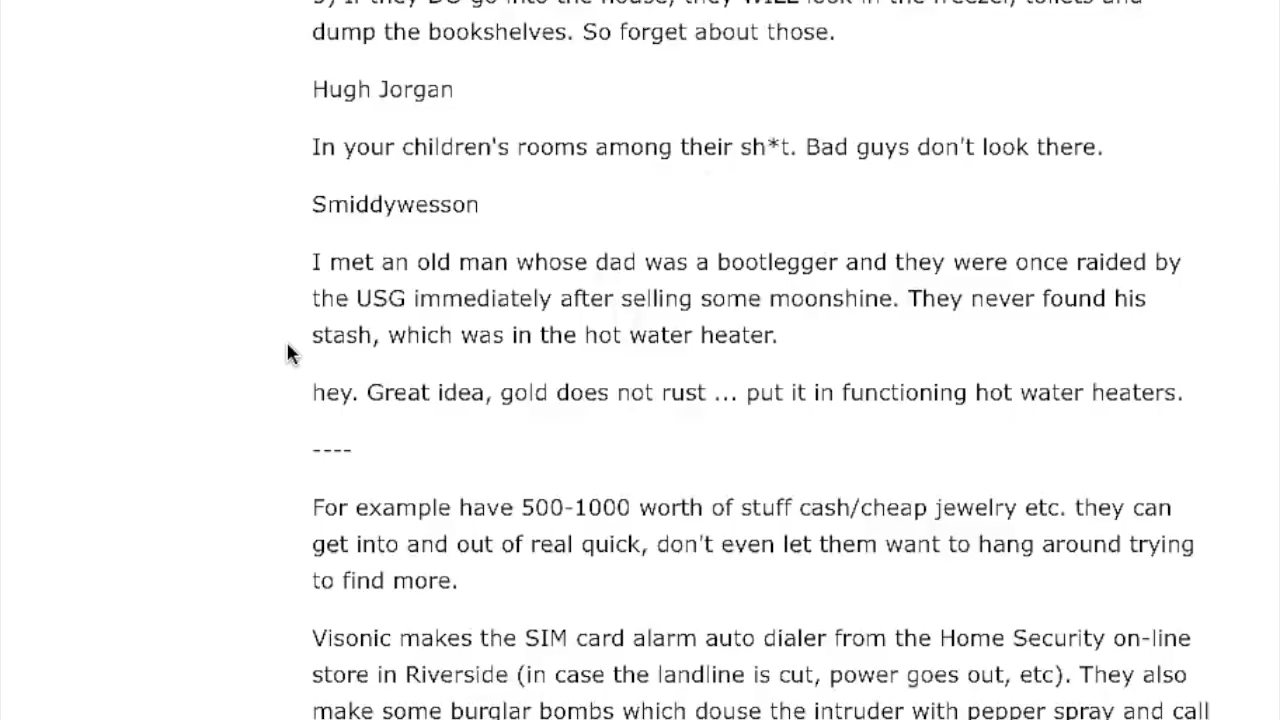 dump the bookshelves. So forget about those.
Hugh Jorgan
In your children's rooms among their sh*t. Bad guys don't look there.
Smiddywesson
I met an old man whose dad was a bootlegger and they were once raided by
the USG immediately after selling some moonshine. They never found his
stash, which was in the hot water heater.
hey. Great idea, gold does not rust ... put it in functioning hot water heaters.
----
For example have 500-1000 worth of stuff cash/cheap jewelry etc. they can
get into and out of real quick, don't even let them want to hang around trying
to find more.
Visonic makes the SIM card alarm auto dialer from the Home Security on-line
store in Riverside (in case the landline is cut, power goes out, etc). They also
make some burglar bombs which douse the intruder with pepper spray and call